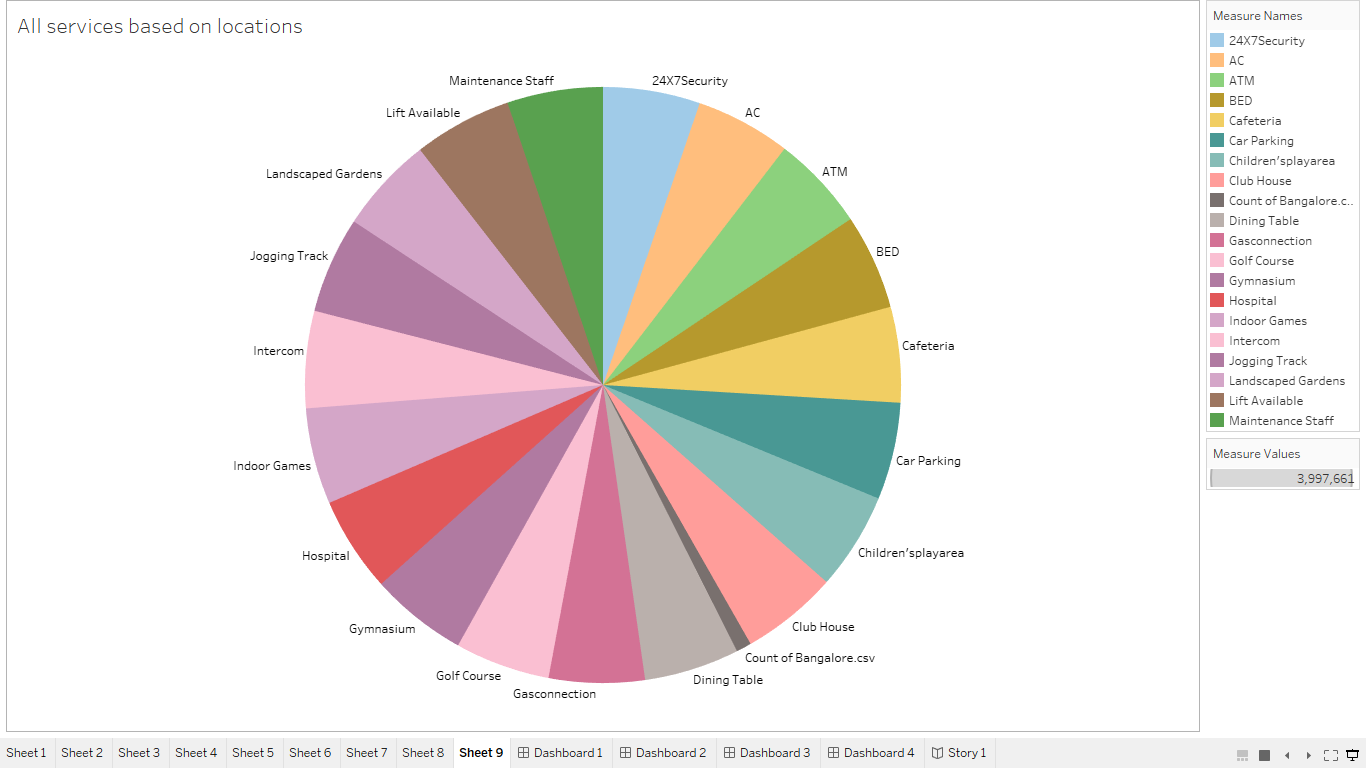 All services based on locations
Maintenance Staff
24X7Security
Lift Available
AC
Landscaped Gardens
ATM
Jogging Track
BED
Intercom
Cafeteria
Indoor Games
Car Parking
Hospital
Children'splayarea
Gymnasium
Club House
Golf Course
Count of Bangalore.csv
Gasconnection
Dining Table
Measure Names
24X7Security
AC
ATM
BED
Cafeteria
Car Parking
Children'splayarea
Club House
Count of Bangalore.c..
Dining Table
Gasconnection
Golf Course
Gymnasium
Hospital
Indoor Games
Intercom
Jogging Track
Landscaped Gardens
Lift Available
Maintenance Staff
Measure Values
3,997,661
Sheet 1 Sheet 2 Sheet 3 Sheet 4 Sheet 5 Sheet 6 Sheet 7 Sheet 8 Sheet 9 Dashboard 1 Dashboard 2 Dashboard 3 Dashboard 4 Story 1